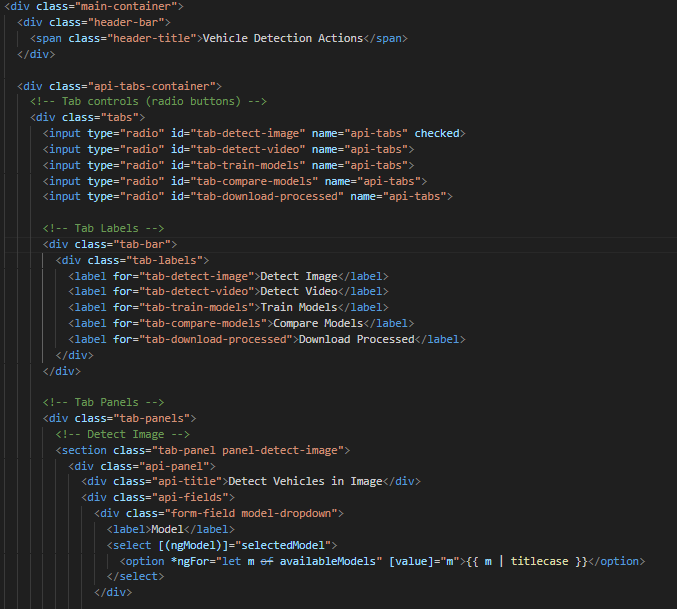 <div class="main-container">
<div class="header-bar">
<span class="header-title">Vehicle Detection Actions</span>
</div>
<div class="api-tabs-container">
<!-- Tab controls (radio buttons) -->
<div class="tabs">
<input type="radio" id="tab-detect-image" name="api-tabs" checked>
<input type="radio" id="tab-detect-video" name="api-tabs">
<input type="radio" id="tab-train-models" name="api-tabs">
<input type="radio" id="tab-compare-models" name="api-tabs">
<input type="radio" id="tab-download-processed" name="api-tabs">
<!-- Tab Labels -->
<div class="tab-bar">
<div class="tab-labels">
<label for="tab-detect-image">Detect Image</label>
<label for="tab-detect-video">Detect Video</label>
<label for="tab-train-models">Train Models</label>
<label for="tab-compare-models">Compare Models</label>
<label for="tab-download-processed">Download Processed</label>
</div>
</div>
<!-- Tab Panels -->
<div class="tab-panels">
<!-- Detect Image -->
<section class="tab-panel panel-detect-image">
<div class="api-panel">
<div class="api-title">Detect Vehicles in Image</div>
<div class="api-fields">
<div class="form-field model-dropdown">
<label>Model</label>
<select [(ngModel)]="selectedModel">
<option *ngFor="let m of availableModels" [value]="m">{{ m | titlecase }}</option>
</select>
</div>